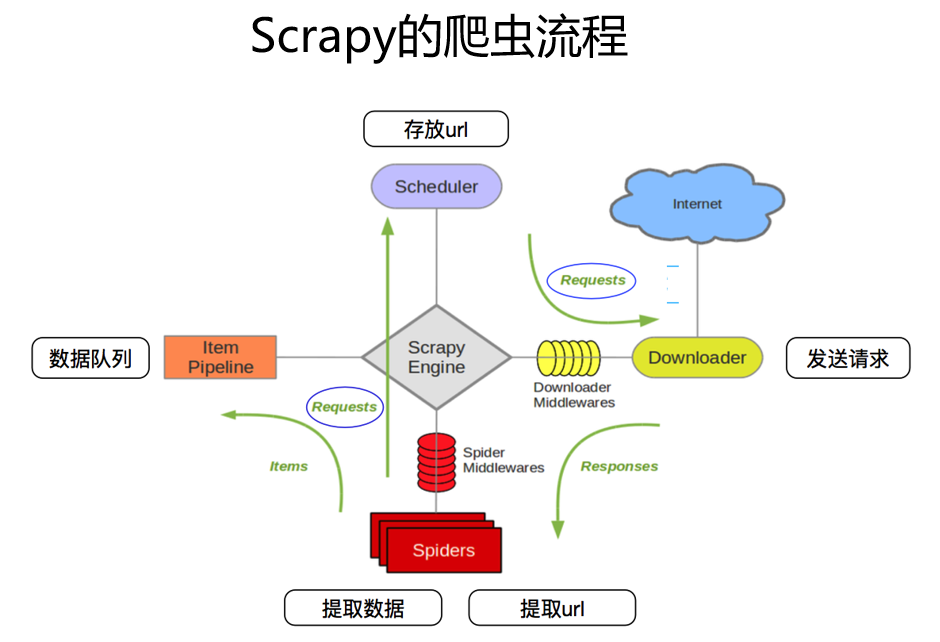 Scrapy的爬虫流程
存放url
Scheduler
Internet
Requests
数据队列
Item
Pipeline
Scrapy
Engine
Downloader
发送请求
Downloader
Middlewares
Requests
Items
Spider
Middlewares
Responses
Spiders
提取数据
提取url